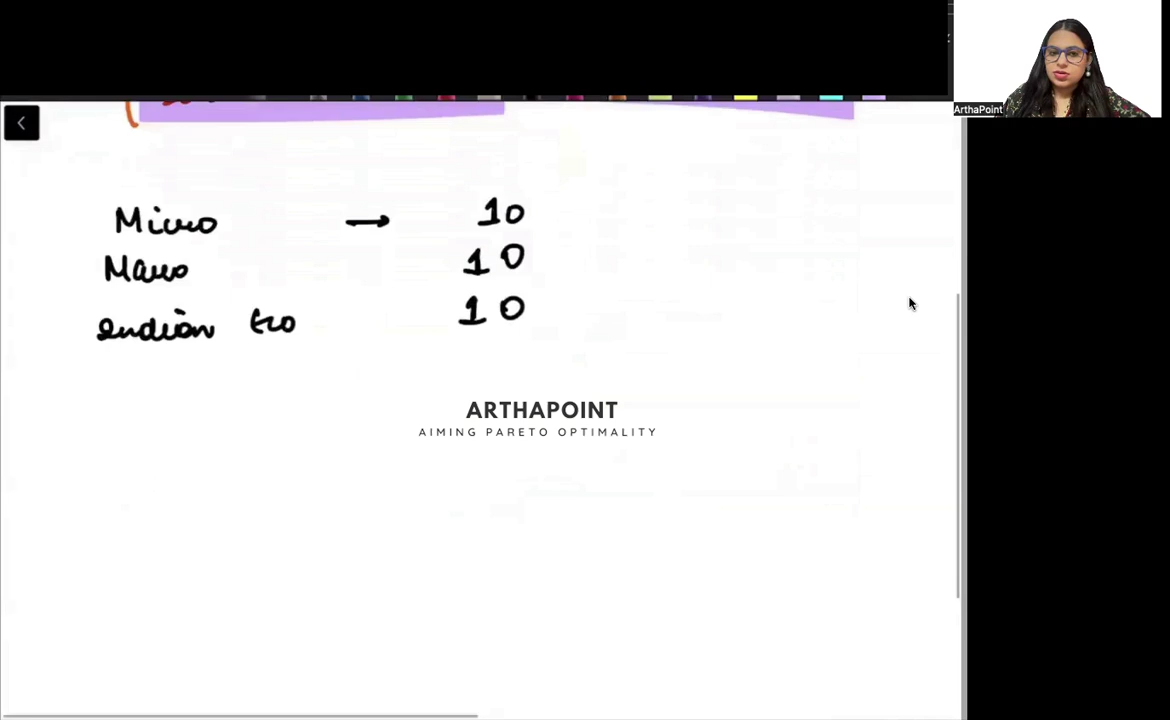 ArthaPoint
Micro → 10
Macro 10
Indian Eco 10
ARTHAPOINT
AIMING PARETO OPTIMALITY